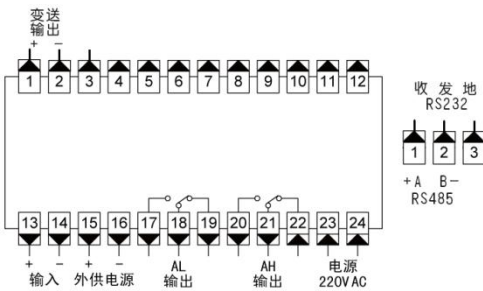 变送
输出
+ −
1 2 3 4 5 6 7 8 9 10 11 12
收 发 地
RS232
1 2 3
+A B−
RS485
13 14 15 16 17 18 19 20 21 22 23 24
+ − + −
输入 外供电源 AL 输出 AH 输出 电源 220V AC